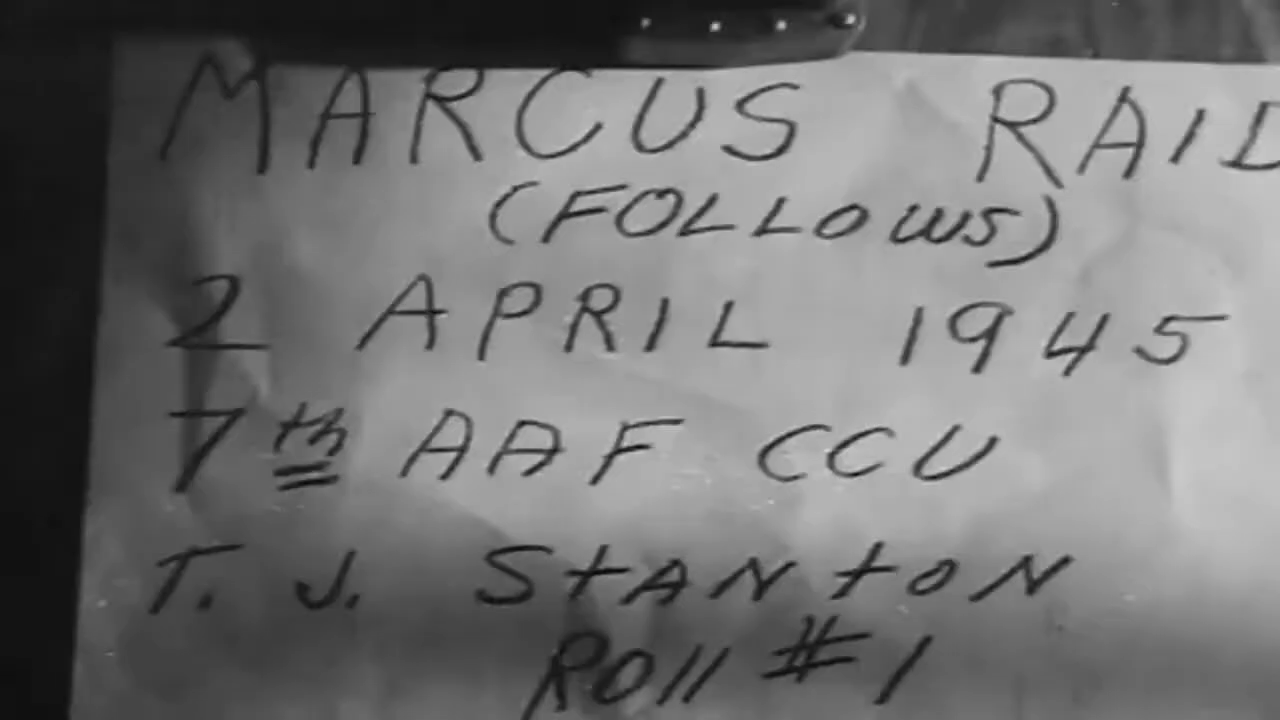 MARCUS RAID
(FOLLOWS)
2 APRIL 1945
7th AAF CCU
T. J. STANTON
ROLL #1